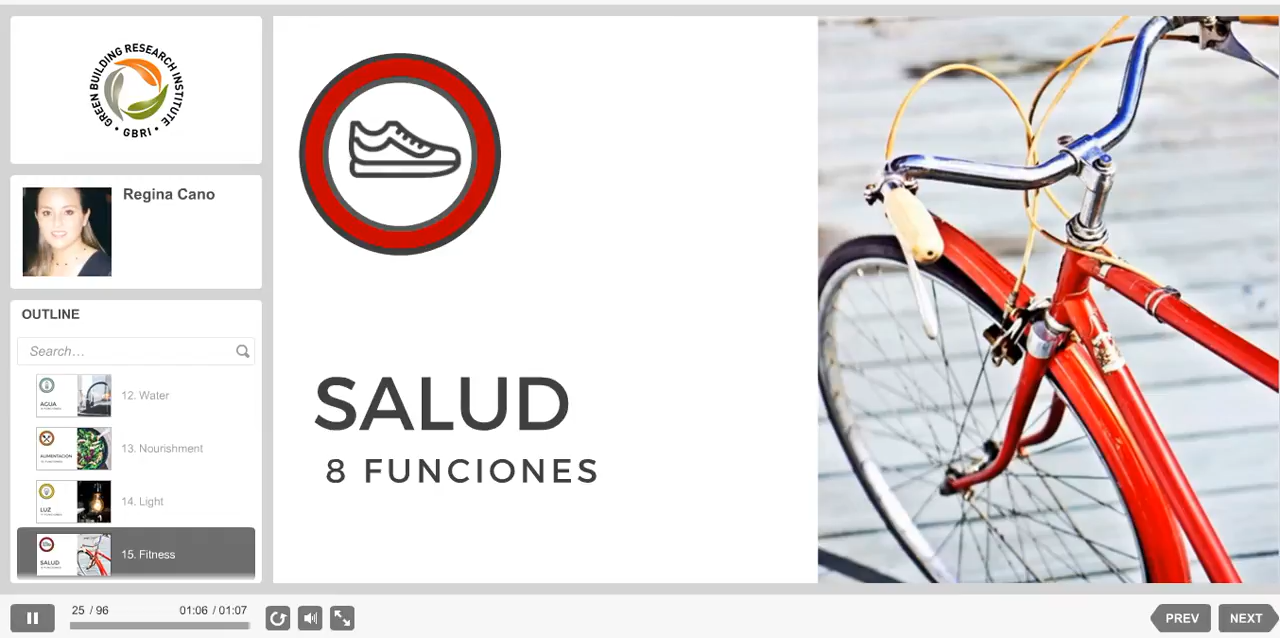 GREEN BUILDING RESEARCH INSTITUTE
• GBRI •
Regina Cano
OUTLINE
Search...
AGUA
12. Water
ALIMENTACIÓN
13. Nourishment
LUZ
14. Light
SALUD
15. Fitness
SALUD
8 FUNCIONES
25 / 96
01:06 / 01:07
PREV
NEXT